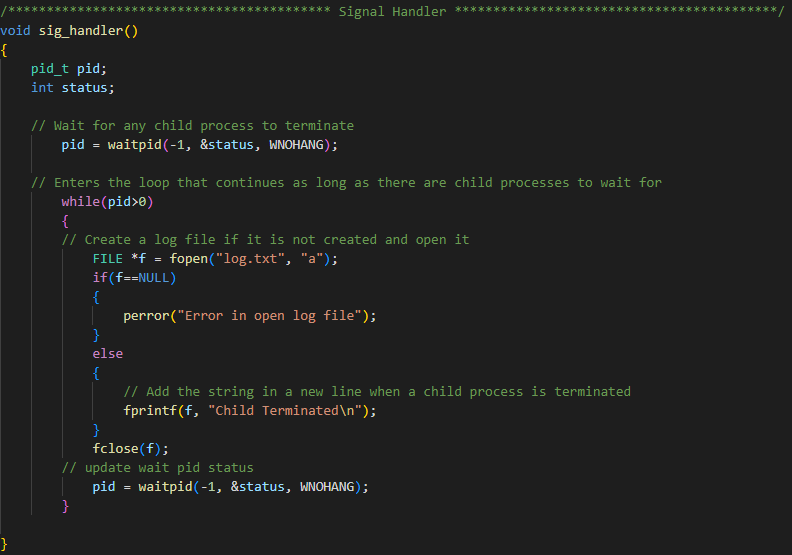 /****************************************** Signal Handler ******************************************/
void sig_handler()
{
    pid_t pid;
    int status;

    // Wait for any child process to terminate
        pid = waitpid(-1, &status, WNOHANG);

    // Enters the loop that continues as long as there are child processes to wait for
        while(pid>0)
        {
        // Create a log file if it is not created and open it
            FILE *f = fopen("log.txt", "a");
            if(f==NULL)
            {
                perror("Error in open log file");
            }
            else
            {
                // Add the string in a new line when a child process is terminated
                fprintf(f, "Child Terminated\n");
            }
            fclose(f);
        // update wait pid status
            pid = waitpid(-1, &status, WNOHANG);
        }

}